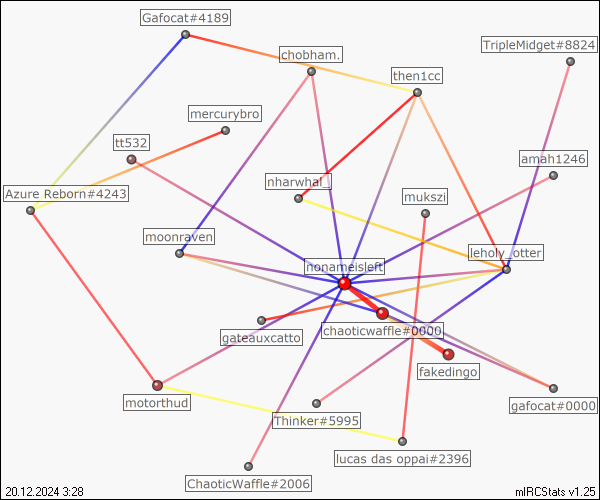 Gafocat#4189
TripleMidget#8824
chobham.
then1cc
mercurybro
tt532
amah1246
nharwhal_
Azure Reborn#4243
mukszi
moonraven
leholy_otter
nonameisleft
chaoticwaffle#0000
gateauxcatto
fakedingo
motorthud
gafocat#0000
Thinker#5995
lucas das oppai#2396
ChaoticWaffle#2006
20.12.2024 3:28
mIRCStats v1.25